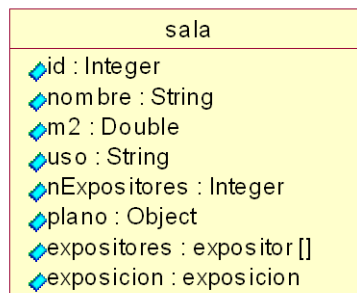 sala
id : Integer
nombre : String
m2 : Double
uso : String
nExpositores : Integer
plano : Object
expositores : expositor []
exposicion : exposicion